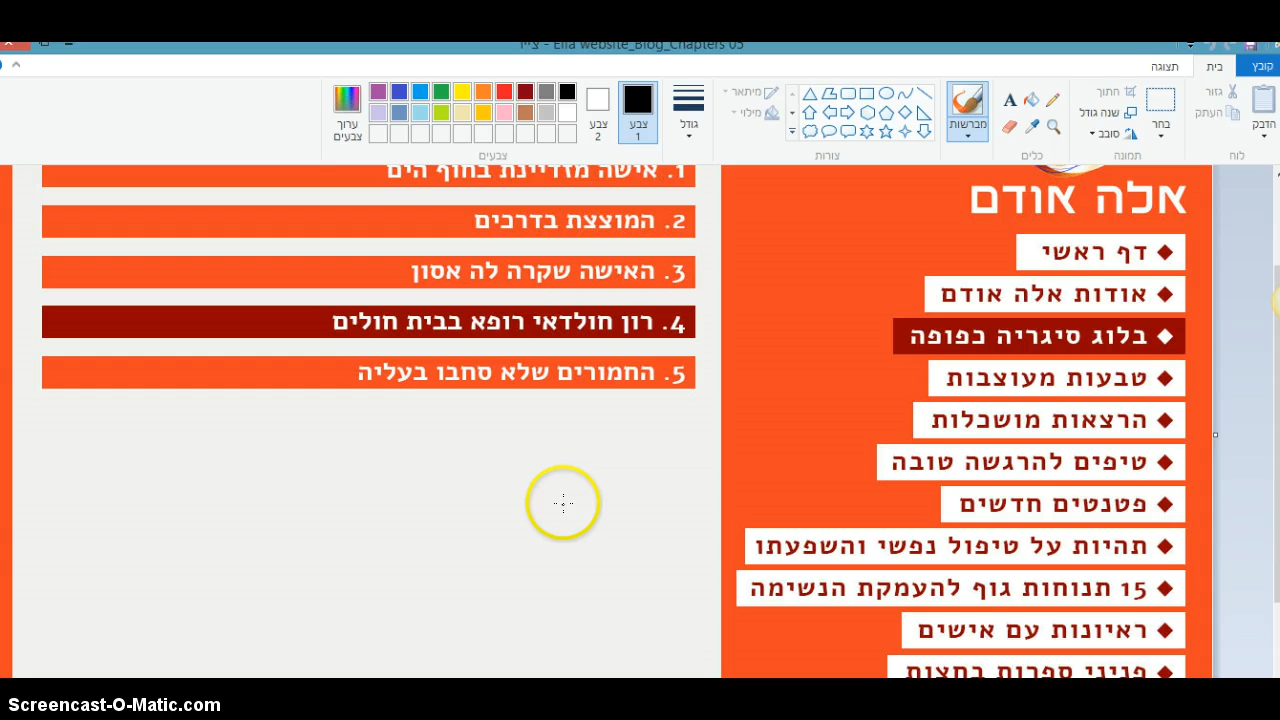 צייר - Ella website_Blog_Chapters 05
קובץ
בית
תצוגה
הדבק
גזור
העתק
לוח
בחר
חתוך
שנה גודל
סובב
תמונה
A
כלים
מברשות
מיתאר
מילוי
צורות
גודל
צבע 1
צבע 2
ערוך צבעים
צבעים
אלה אודם
דף ראשי
אודות אלה אודם
בלוג סיגריה כפופה
טבעות מעוצבות
הרצאות מושכלות
טיפים להרגשה טובה
פטנטים חדשים
תהיות על טיפול נפשי והשפעתו
15 תנוחות גוף להעמקת הנשימה
ראיונות עם אישים
פניני ספרות בחצות
1. אישה מזדיינת בחוף הים
2. המוצצת בדרכים
3. האישה שקרה לה אסון
4. רון חולדאי רופא בבית חולים
5. החמורים שלא סחבו בעליה
Screencast-O-Matic.com